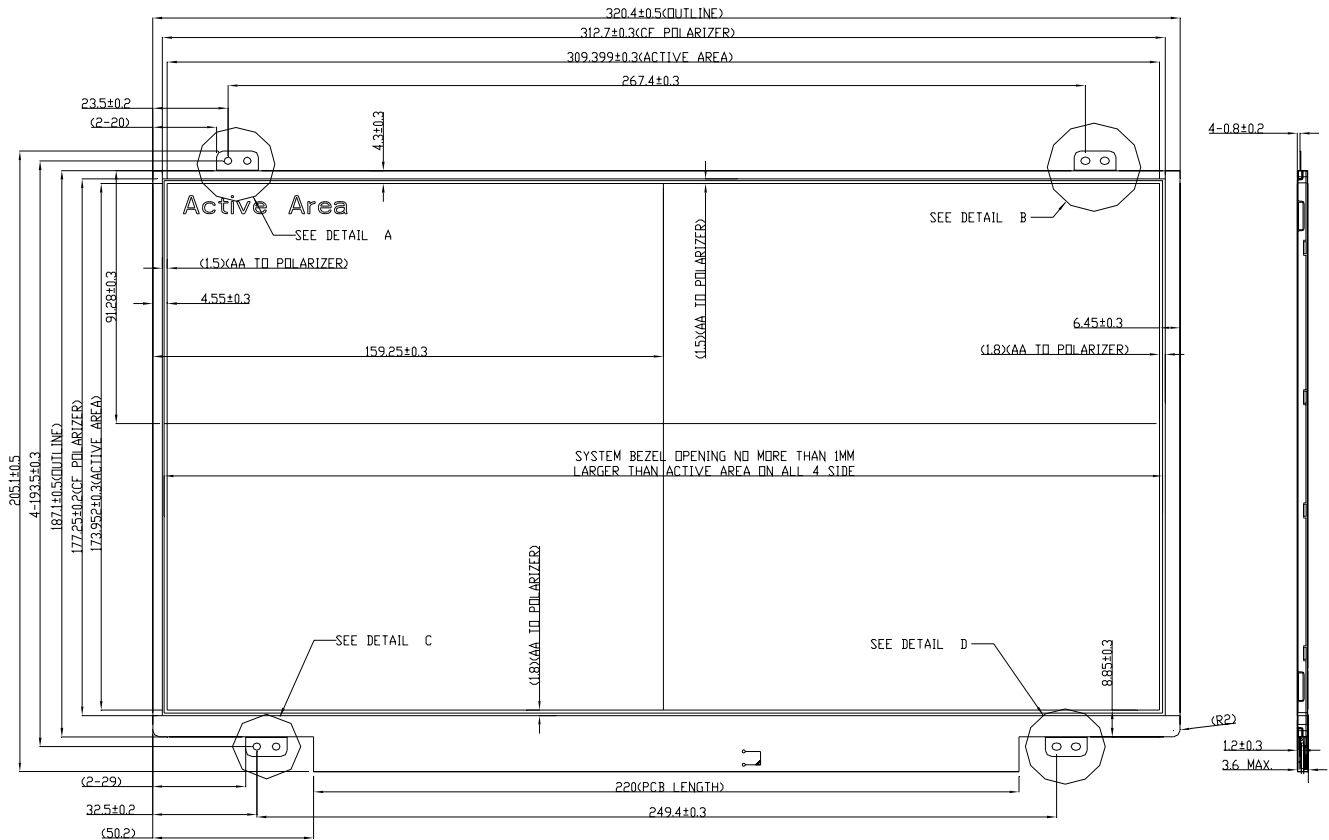 320.4±0.5(OUTLINE)
312.7±0.3(CF POLARIZER)
309.399±0.3(ACTIVE AREA)
267.4±0.3
23.5±0.2
(2-20)
4.3±0.3
4-0.8±0.2
Active Area
SEE DETAIL A
SEE DETAIL B
(1.5)(AA TO POLARIZER)
(1.5)(AA TO POLARIZER)
91.28±0.3
4.55±0.3
6.45±0.3
159.25±0.3
(1.8)(AA TO POLARIZER)
205.1±0.5
4-193.5±0.3
187.1±0.5(OUTLINE)
177.25±0.2(CF POLARIZER)
173.952±0.3(ACTIVE AREA)
SYSTEM BEZEL OPENING NO MORE THAN 1MM
LARGER THAN ACTIVE AREA ON ALL 4 SIDE
(1.8)(AA TO POLARIZER)
SEE DETAIL C
SEE DETAIL D
8.85±0.3
(R2)
1.2±0.3
3.6 MAX.
(2-29)
220(PCB LENGTH)
32.5±0.2
249.4±0.3
(50.2)